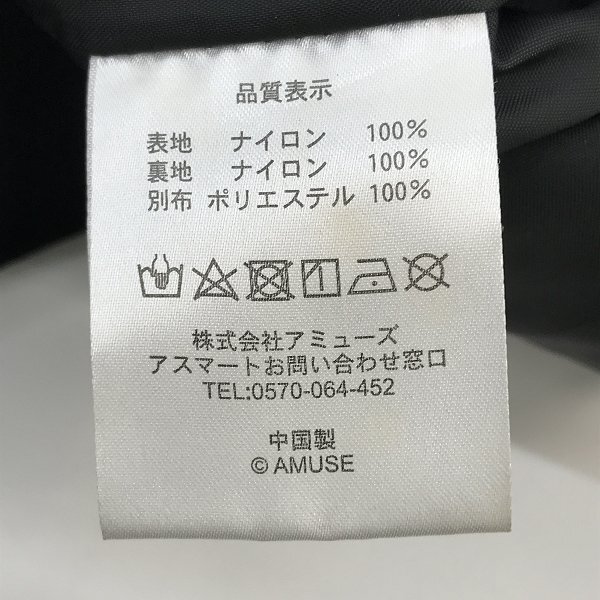 品質表示
表地 ナイロン 100%
裏地 ナイロン 100%
別布 ポリエステル 100%
株式会社アミューズ
アスマートお問い合わせ窓口
TEL:0570-064-452
中国製
© AMUSE